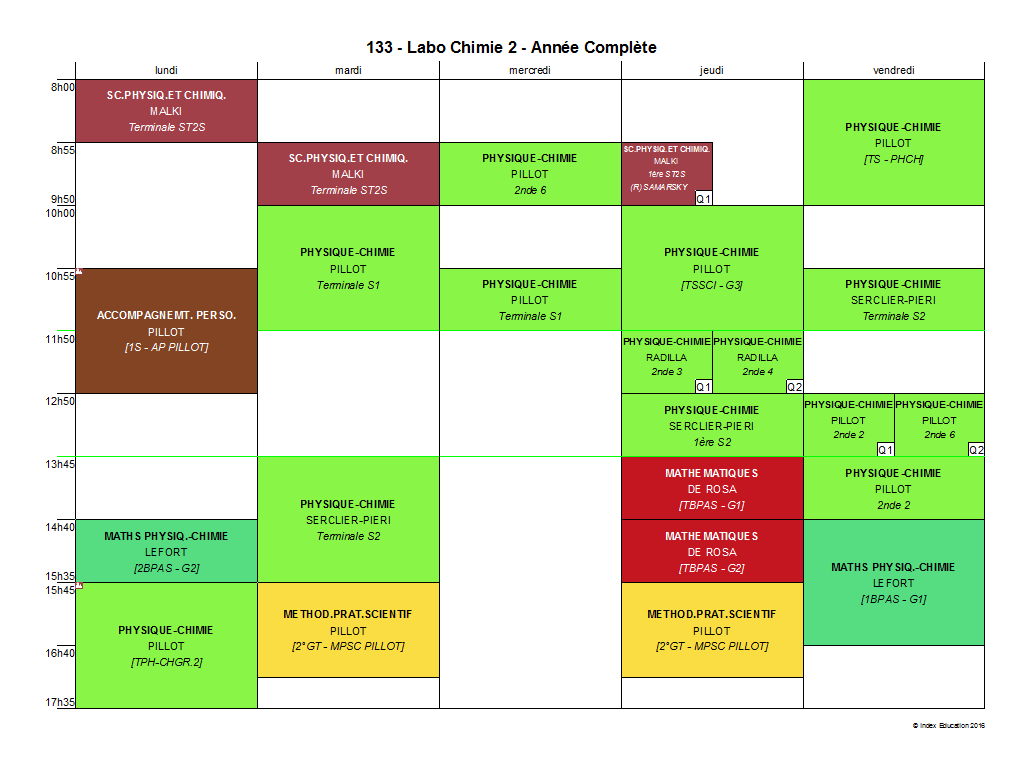 133 - Labo Chimie 2 - Année Complète
lundi
mardi
mercredi
jeudi
vendredi
8h00
8h55
9h50
10h00
10h55
11h50
12h50
13h45
14h40
15h35
15h45
16h40
17h35
SC.PHYSIQ.ET CHIMIQ.
MALKI
Terminale ST2S
ACCOMPAGNEMT. PERSO.
PILLOT
[1S - AP PILLOT]
MATHS PHYSIQ.-CHIMIE
LEFORT
[2BPAS - G2]
PHYSIQUE-CHIMIE
PILLOT
[TPH-CHGR.2]
SC.PHYSIQ.ET CHIMIQ.
MALKI
Terminale ST2S
PHYSIQUE-CHIMIE
PILLOT
Terminale S1
PHYSIQUE-CHIMIE
SERCLIER-PIERI
Terminale S2
METHOD.PRAT.SCIENTIF
PILLOT
[2°GT - MPSC PILLOT]
PHYSIQUE-CHIMIE
PILLOT
2nde 6
PHYSIQUE-CHIMIE
PILLOT
Terminale S1
SC.PHYSIQ.ET CHIMIQ.
MALKI
1ère ST2S
(R) SAMARSKY
Q1
PHYSIQUE-CHIMIE
PILLOT
[TSSCI - G3]
PHYSIQUE-CHIMIE
RADILLA
2nde 3
Q1
PHYSIQUE-CHIMIE
RADILLA
2nde 4
Q2
PHYSIQUE-CHIMIE
SERCLIER-PIERI
1ère S2
MATHEMATIQUES
DE ROSA
[TBPAS - G1]
MATHEMATIQUES
DE ROSA
[TBPAS - G2]
METHOD.PRAT.SCIENTIF
PILLOT
[2°GT - MPSC PILLOT]
PHYSIQUE-CHIMIE
PILLOT
[TS - PHCH]
PHYSIQUE-CHIMIE
SERCLIER-PIERI
Terminale S2
PHYSIQUE-CHIMIE
PILLOT
2nde 2
Q1
PHYSIQUE-CHIMIE
PILLOT
2nde 6
Q2
PHYSIQUE-CHIMIE
PILLOT
2nde 2
MATHS PHYSIQ.-CHIMIE
LEFORT
[1BPAS - G1]
© Index Education 2016